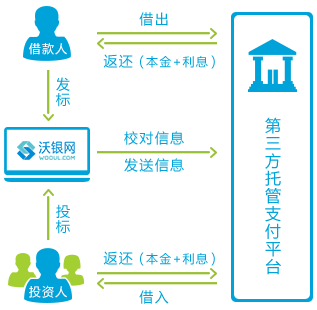 借款人
借出
返还（本金+利息）
发标
沃银网
WOOUL.COM
校对信息
发送信息
投标
投资人
返还（本金+利息）
借入
第三方托管支付平台